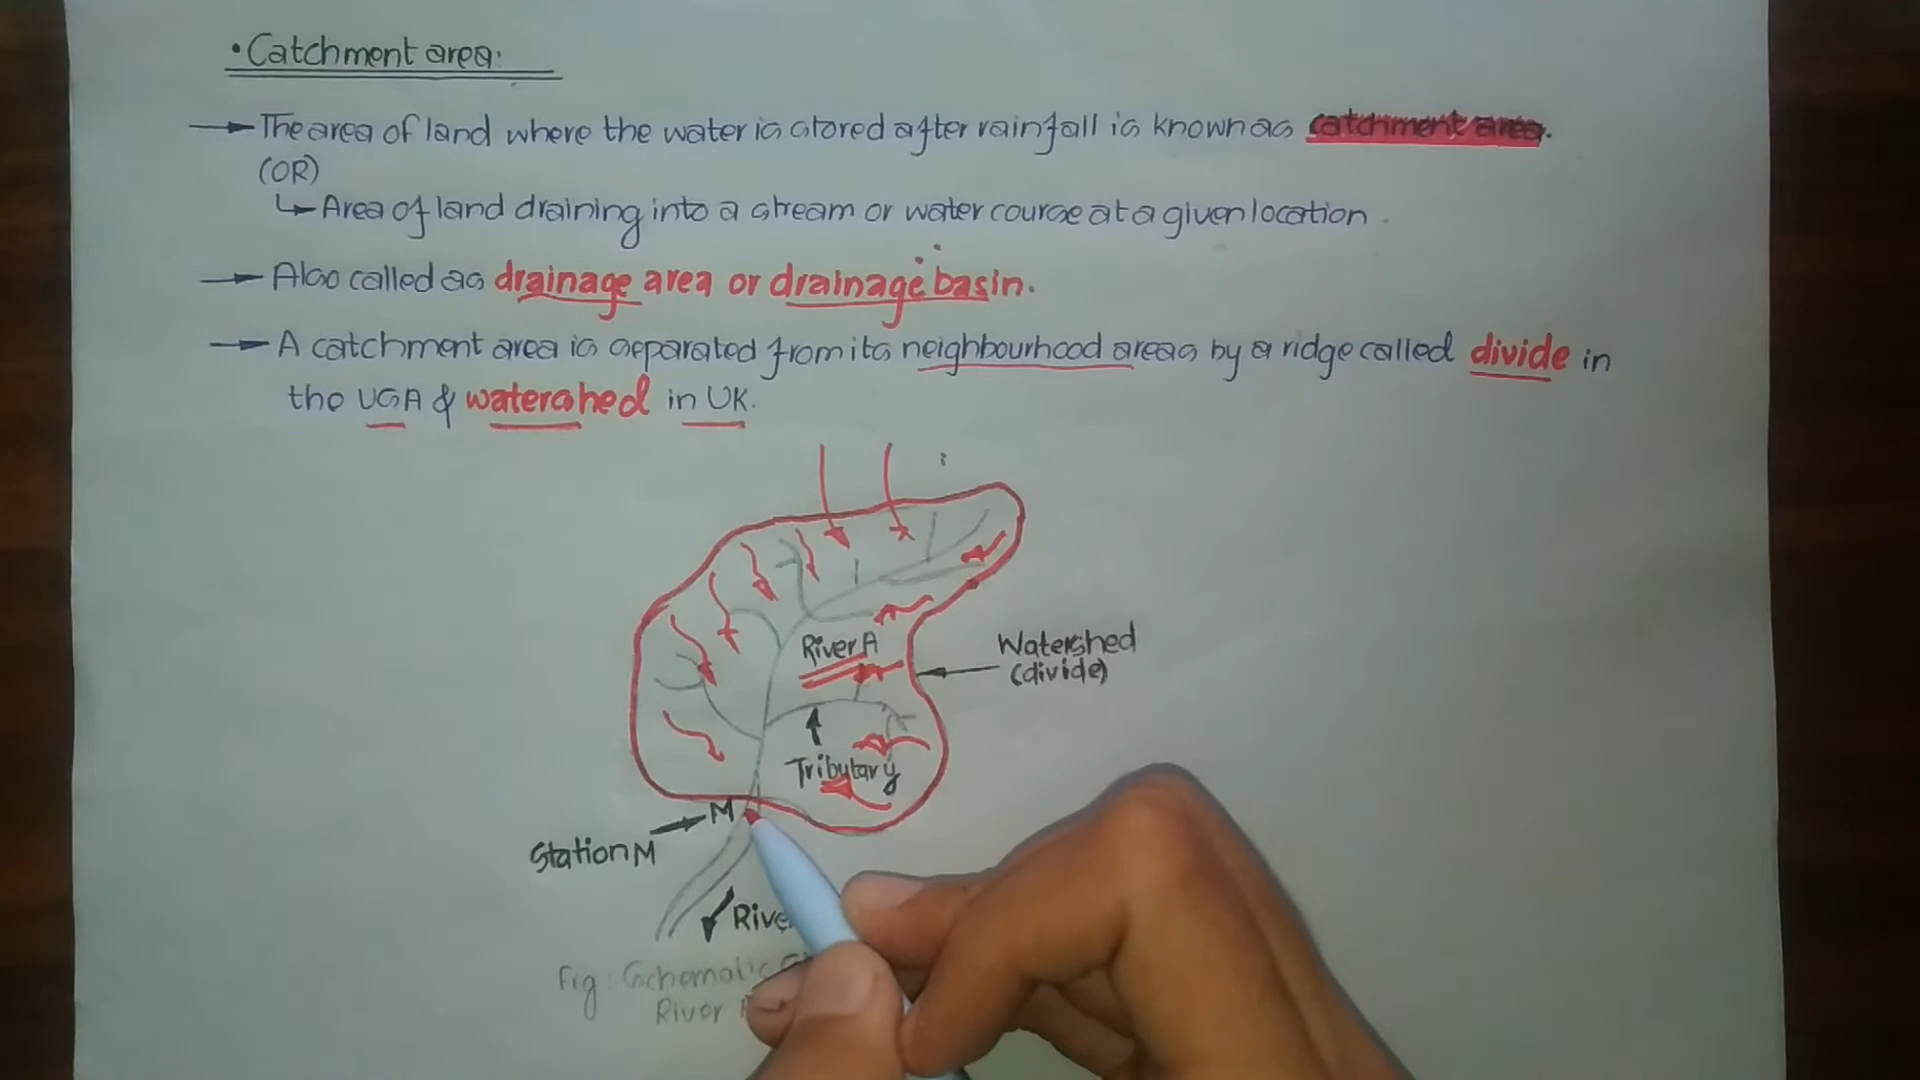 • Catchment area:
→ The area of land where the water is stored after rainfall is known as catchment area.
(OR)
↳ Area of land draining into a stream or water course at a given location.
→ Also called as drainage area or drainage basin.
→ A catchment area is separated from its neighbourhood areas by a ridge called divide in
the USA & watershed in UK.
River A
Watershed
(divide)
Tributary
M
Station M
Fig: Schematic
River